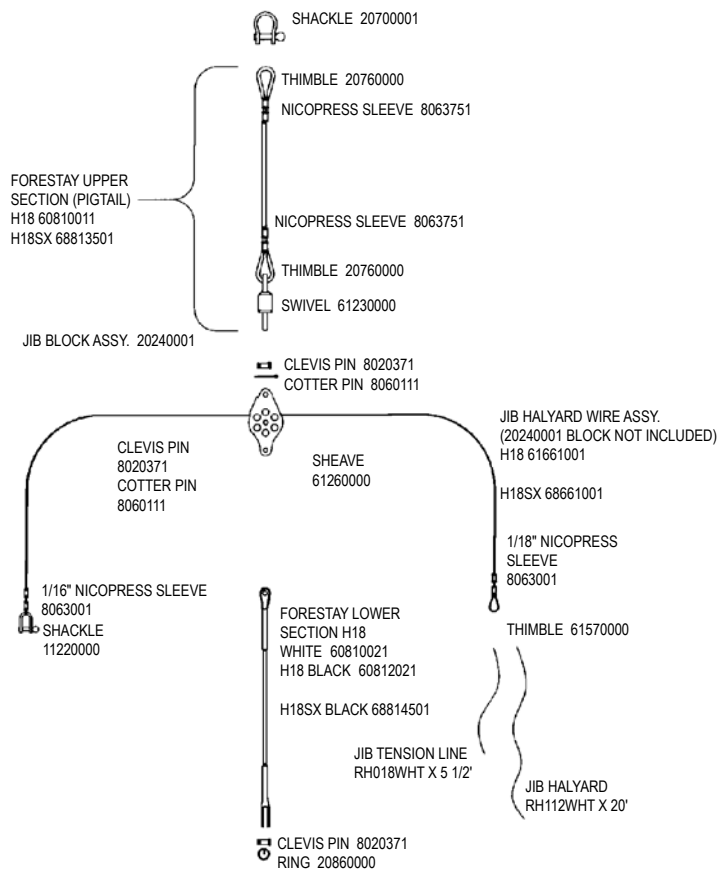 SHACKLE 20700001
THIMBLE 20760000
NICOPRESS SLEEVE 8063751
FORESTAY UPPER
SECTION (PIGTAIL)
H18 60810011
H18SX 68813501
NICOPRESS SLEEVE 8063751
THIMBLE 20760000
SWIVEL 61230000
JIB BLOCK ASSY. 20240001
CLEVIS PIN 8020371
COTTER PIN 8060111
JIB HALYARD WIRE ASSY.
(20240001 BLOCK NOT INCLUDED)
H18 61661001
H18SX 68661001
CLEVIS PIN
8020371
COTTER PIN
8060111
SHEAVE
61260000
1/18" NICOPRESS
SLEEVE
8063001
1/16" NICOPRESS SLEEVE
8063001
SHACKLE
11220000
FORESTAY LOWER
SECTION H18
WHITE 60810021
H18 BLACK 60812021
H18SX BLACK 68814501
THIMBLE 61570000
JIB TENSION LINE
RH018WHT X 5 1/2'
JIB HALYARD
RH112WHT X 20'
CLEVIS PIN 8020371
RING 20860000